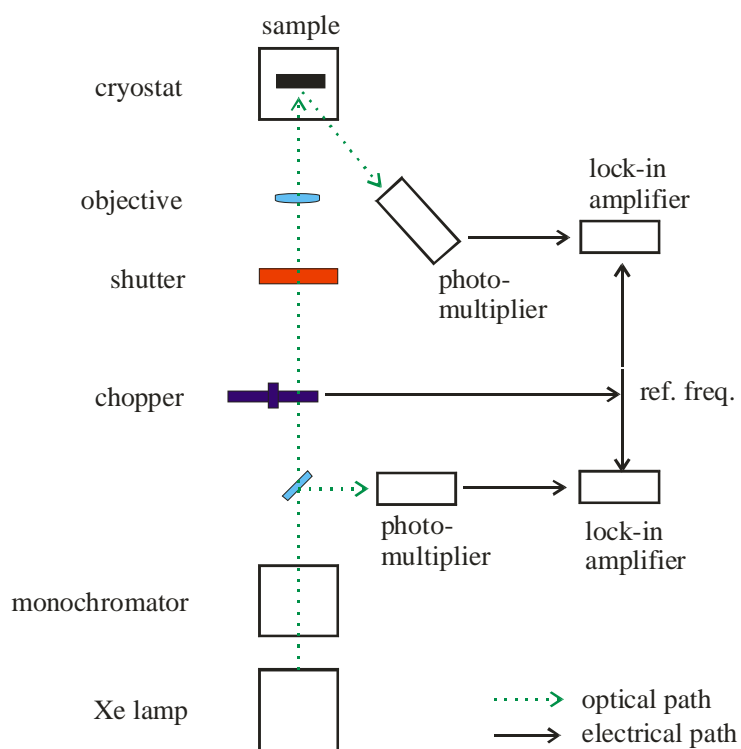 sample
cryostat
lock-in
amplifier
objective
shutter
photo-
multiplier
chopper
ref. freq.
photo-
multiplier
lock-in
amplifier
monochromator
Xe lamp
optical path
electrical path